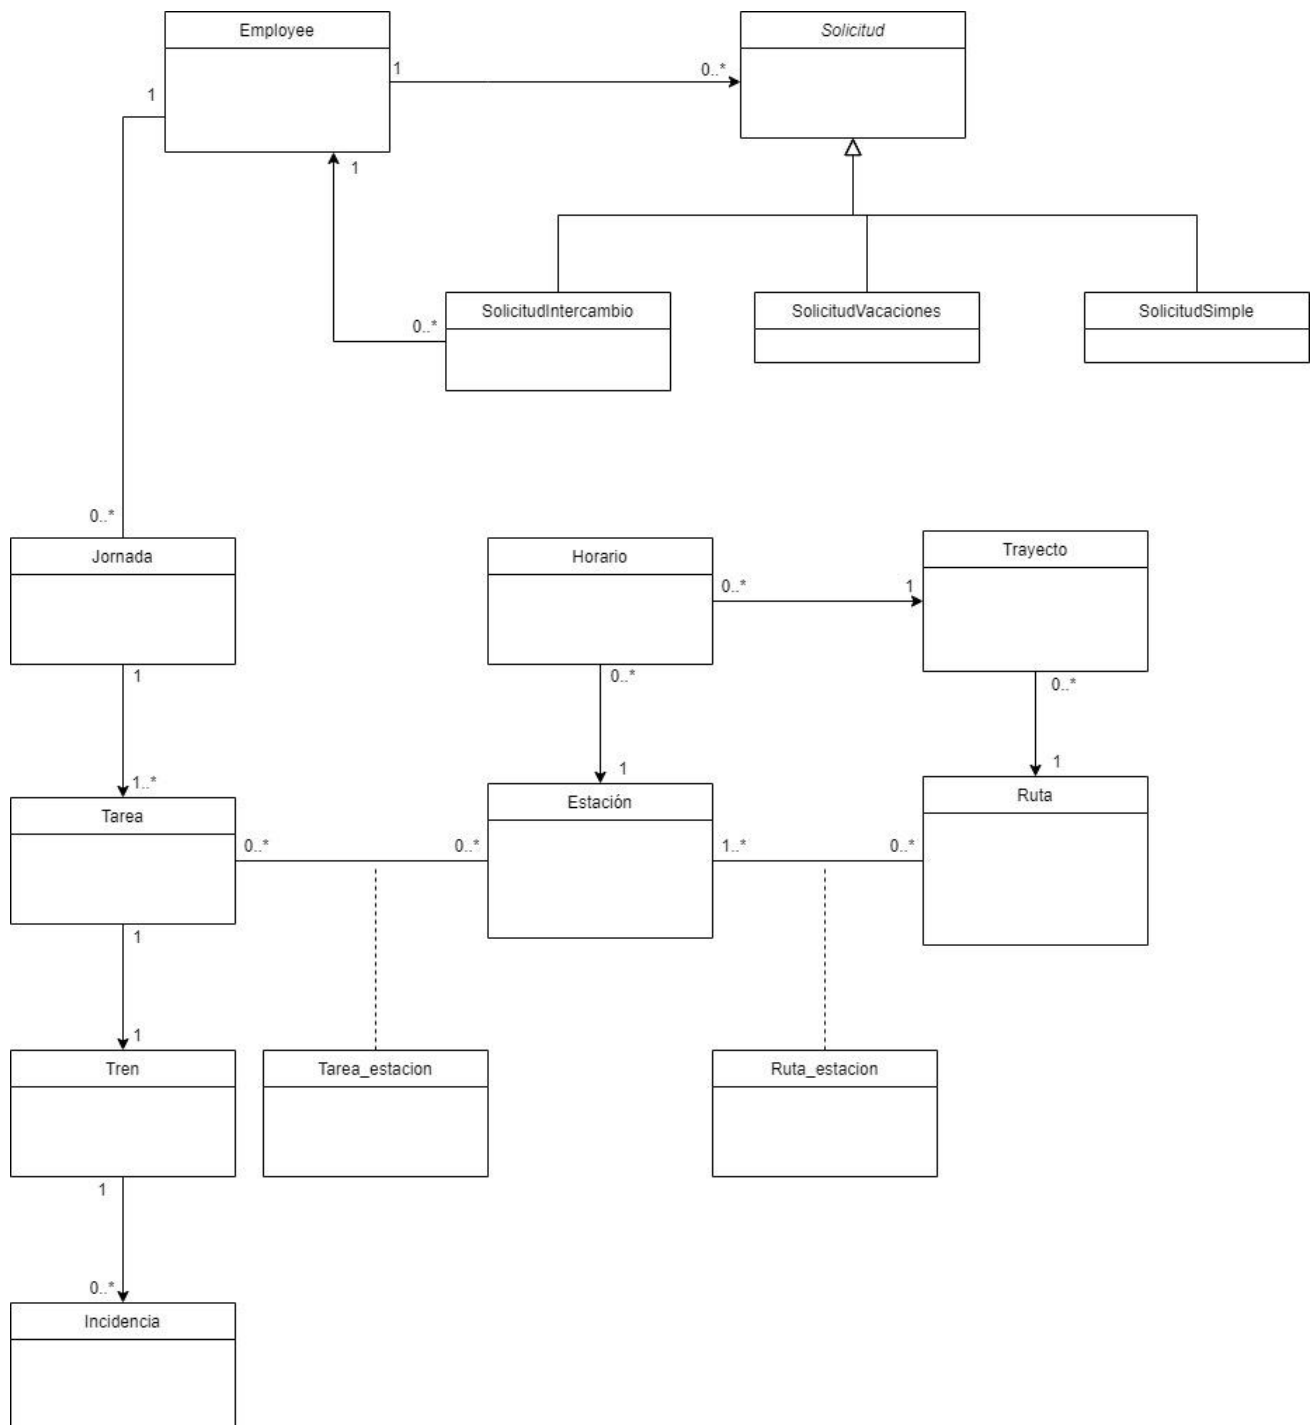 Employee
Solicitud
1
0..*
1
1
SolicitudIntercambio
SolicitudVacaciones
SolicitudSimple
0..*
0..*
Jornada
Horario
Trayecto
0..*
1
1
0..*
0..*
1..*
1
1
Tarea
Estación
Ruta
0..*
0..*
1..*
0..*
1
1
Tren
Tarea_estacion
Ruta_estacion
1
0..*
Incidencia